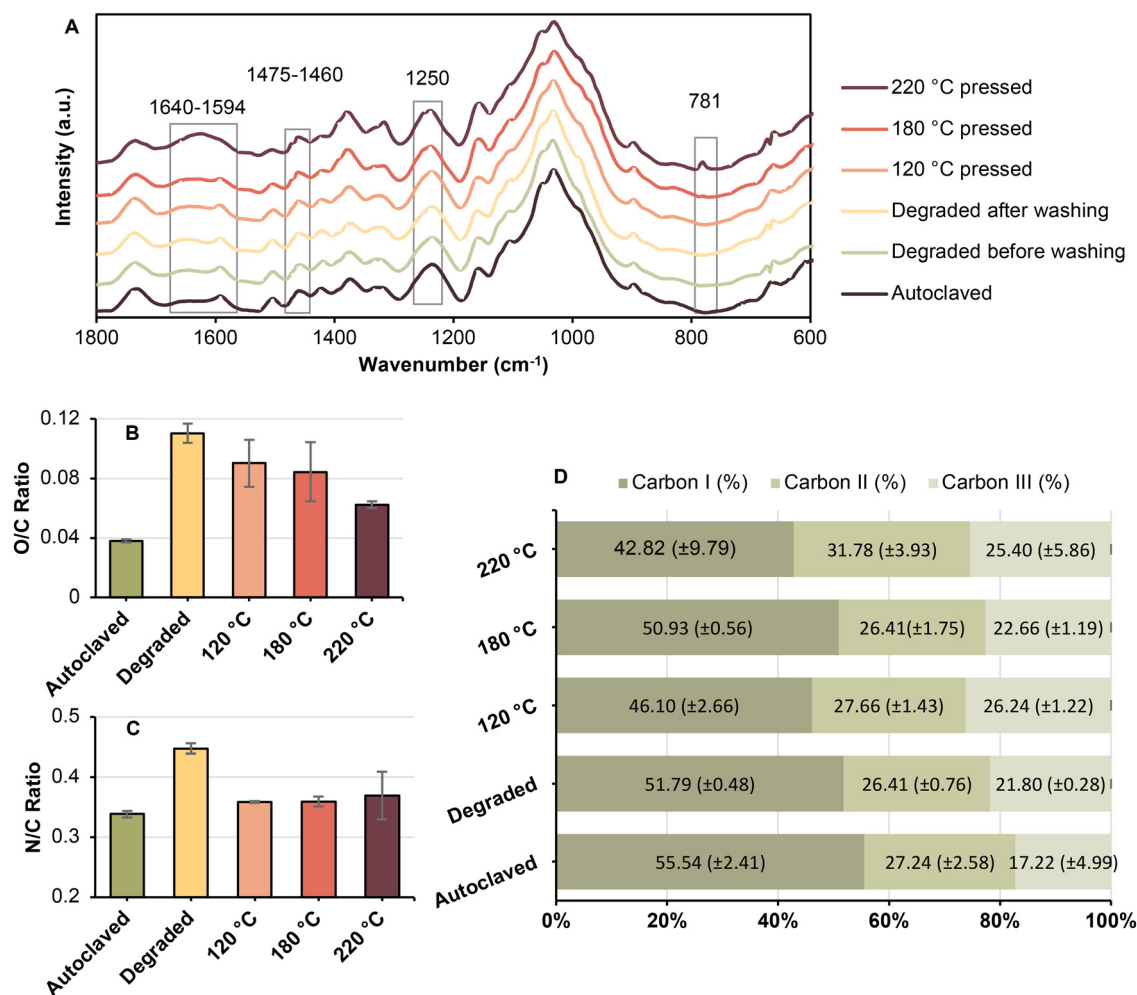 A
1640-1594
1475-1460
1250
781
Intensity (a.u.)
1800
1600
1400
1200
1000
800
600
Wavenumber (cm⁻¹)
220 °C pressed
180 °C pressed
120 °C pressed
Degraded after washing
Degraded before washing
Autoclaved
B
O/C Ratio
0.12
0.08
0.04
0
Autoclaved
Degraded
120 °C
180 °C
220 °C
C
N/C Ratio
0.5
0.4
0.3
0.2
Autoclaved
Degraded
120 °C
180 °C
220 °C
D
Carbon I (%)
Carbon II (%)
Carbon III (%)
220 °C
42.82 (±9.79)
31.78 (±3.93)
25.40 (±5.86)
180 °C
50.93 (±0.56)
26.41(±1.75)
22.66 (±1.19)
120 °C
46.10 (±2.66)
27.66 (±1.43)
26.24 (±1.22)
Degraded
51.79 (±0.48)
26.41 (±0.76)
21.80 (±0.28)
Autoclaved
55.54 (±2.41)
27.24 (±2.58)
17.22 (±4.99)
0%
20%
40%
60%
80%
100%